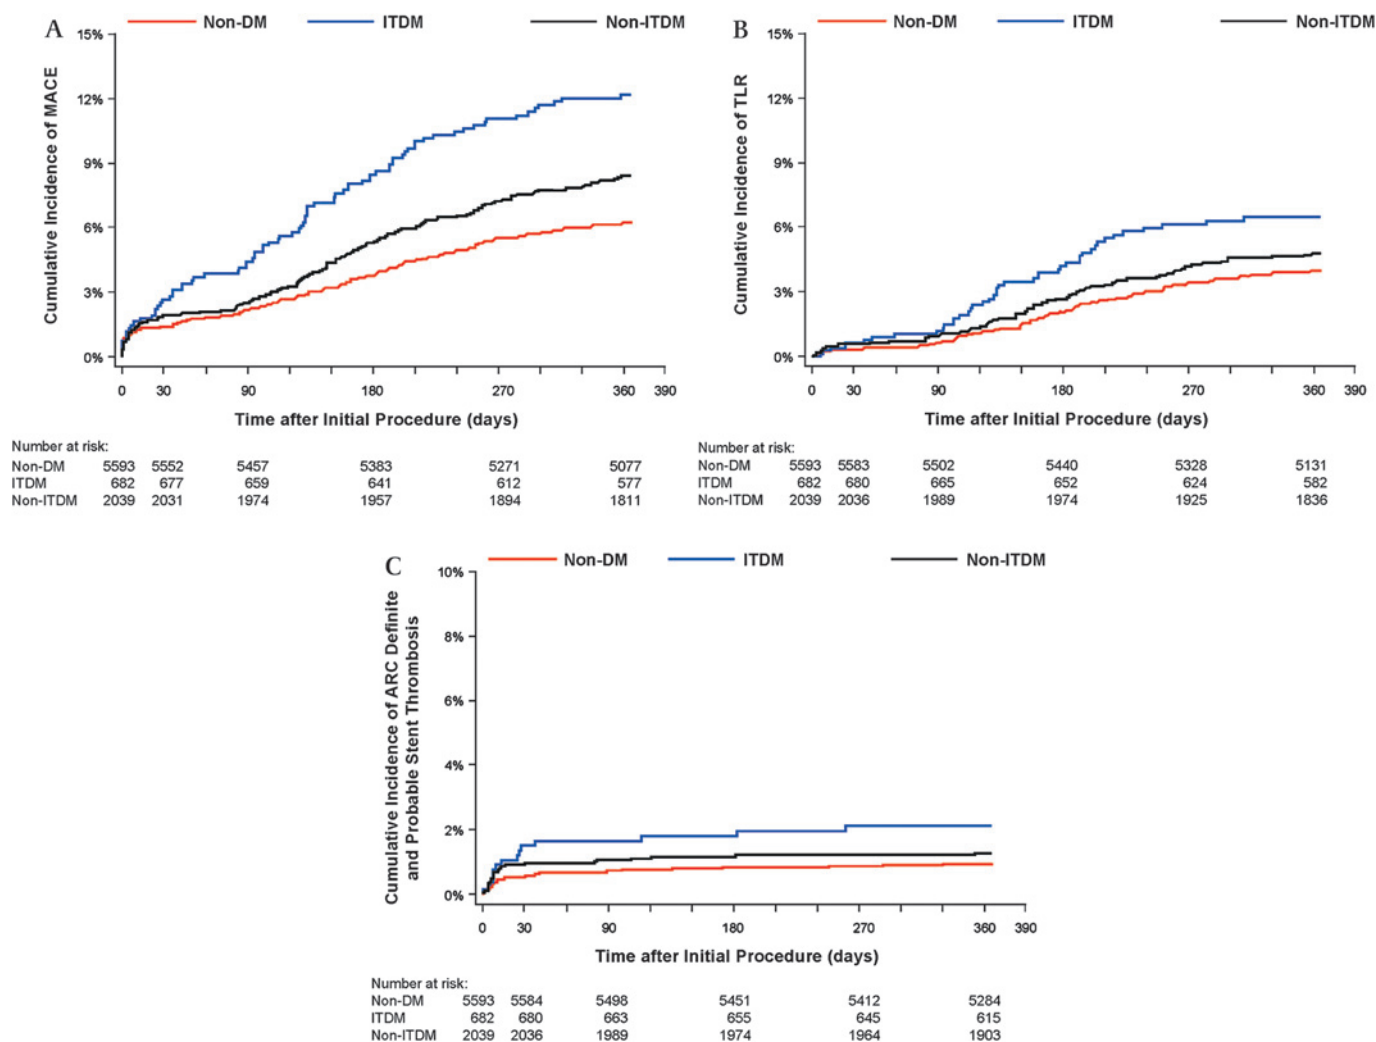 A
Non-DM ITDM Non-ITDM
15%
12%
9%
6%
3%
0%
Cumulative Incidence of MACE
0 30 90 180 270 360 390
Time after Initial Procedure (days)
Number at risk:
Non-DM 5593 5552 5457 5383 5271 5077
ITDM 682 677 659 641 612 577
Non-ITDM 2039 2031 1974 1957 1894 1811
B
Non-DM ITDM Non-ITDM
15%
12%
9%
6%
3%
0%
Cumulative Incidence of TLR
0 30 90 180 270 360 390
Time after Initial Procedure (days)
Number at risk:
Non-DM 5593 5583 5502 5440 5328 5131
ITDM 682 680 665 652 624 582
Non-ITDM 2039 2036 1989 1974 1925 1836
C
Non-DM ITDM Non-ITDM
10%
8%
6%
4%
2%
0%
Cumulative Incidence of ARC Definite
and Probable Stent Thrombosis
0 30 90 180 270 360 390
Time after Initial Procedure (days)
Number at risk:
Non-DM 5593 5584 5498 5451 5412 5284
ITDM 682 680 663 655 645 615
Non-ITDM 2039 2036 1989 1974 1964 1903